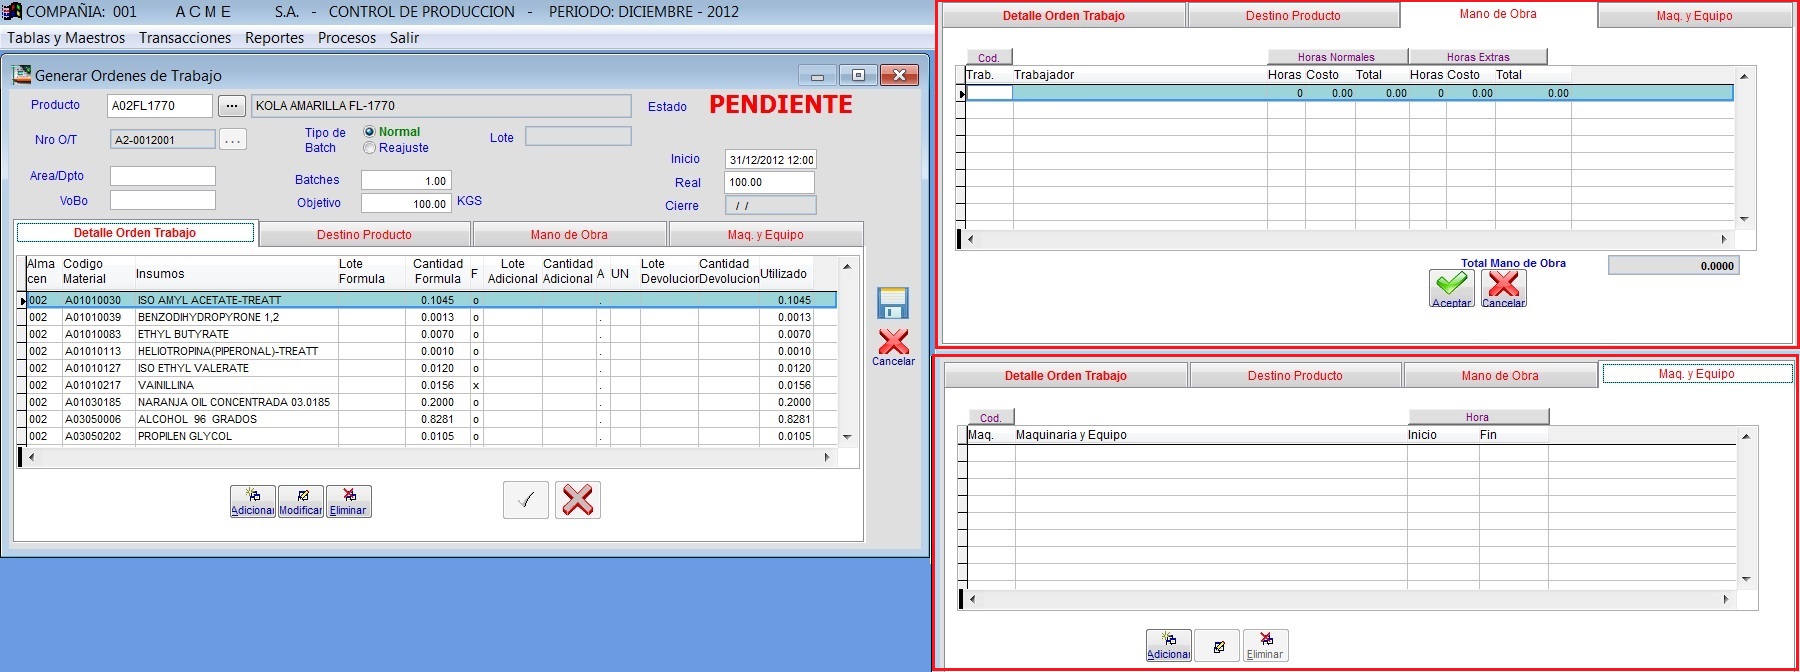 COMPAÑIA: 001 A C M E S.A. - CONTROL DE PRODUCCION - PERIODO: DICIEMBRE - 2012
Tablas y Maestros Transacciones Reportes Procesos Salir
Generar Ordenes de Trabajo
Producto A02FL1770 ... KOLA AMARILLA FL-1770 Estado PENDIENTE
Nro O/T A2-0012001 ... Tipo de Batch Normal Reajuste Lote
Inicio 31/12/2012 12:00
Area/Dpto Batches 1.00 Real 100.00
VoBo Objetivo 100.00 KGS Cierre / /
Detalle Orden Trabajo Destino Producto Mano de Obra Maq. y Equipo
Alma cen Codigo Material Insumos Lote Formula Cantidad Formula F Lote Adicional Cantidad Adicional A UN Lote Devolucior Cantidad Devolucion Utilizado
002 A01010030 ISO AMYL ACETATE-TREATT 0.1045 o . 0.1045
002 A01010039 BENZODIHYDROPYRONE 1,2 0.0013 o . 0.0013
002 A01010083 ETHYL BUTYRATE 0.0070 o . 0.0070
002 A01010113 HELIOTROPINA(PIPERONAL)-TREATT 0.0010 o . 0.0010
002 A01010127 ISO ETHYL VALERATE 0.0120 o . 0.0120
002 A01010217 VAINILLINA 0.0156 x . 0.0156
002 A01030185 NARANJA OIL CONCENTRADA 03.0185 0.2000 o . 0.2000
002 A03050006 ALCOHOL 96 GRADOS 0.8281 o . 0.8281
002 A03050202 PROPILEN GLYCOL 0.0105 o . 0.0105
Cancelar
Adicionar Modificar Eliminar
Detalle Orden Trabajo Destino Producto Mano de Obra Maq. y Equipo
Cod. Horas Normales Horas Extras
Trab. Trabajador Horas Costo Total Horas Costo Total
0 0.00 0.00 0 0.00 0.00
Total Mano de Obra 0.0000
Aceptar Cancelar
Detalle Orden Trabajo Destino Producto Mano de Obra Maq. y Equipo
Cod. Hora
Maq. Maquinaria y Equipo Inicio Fin
Adicionar Eliminar